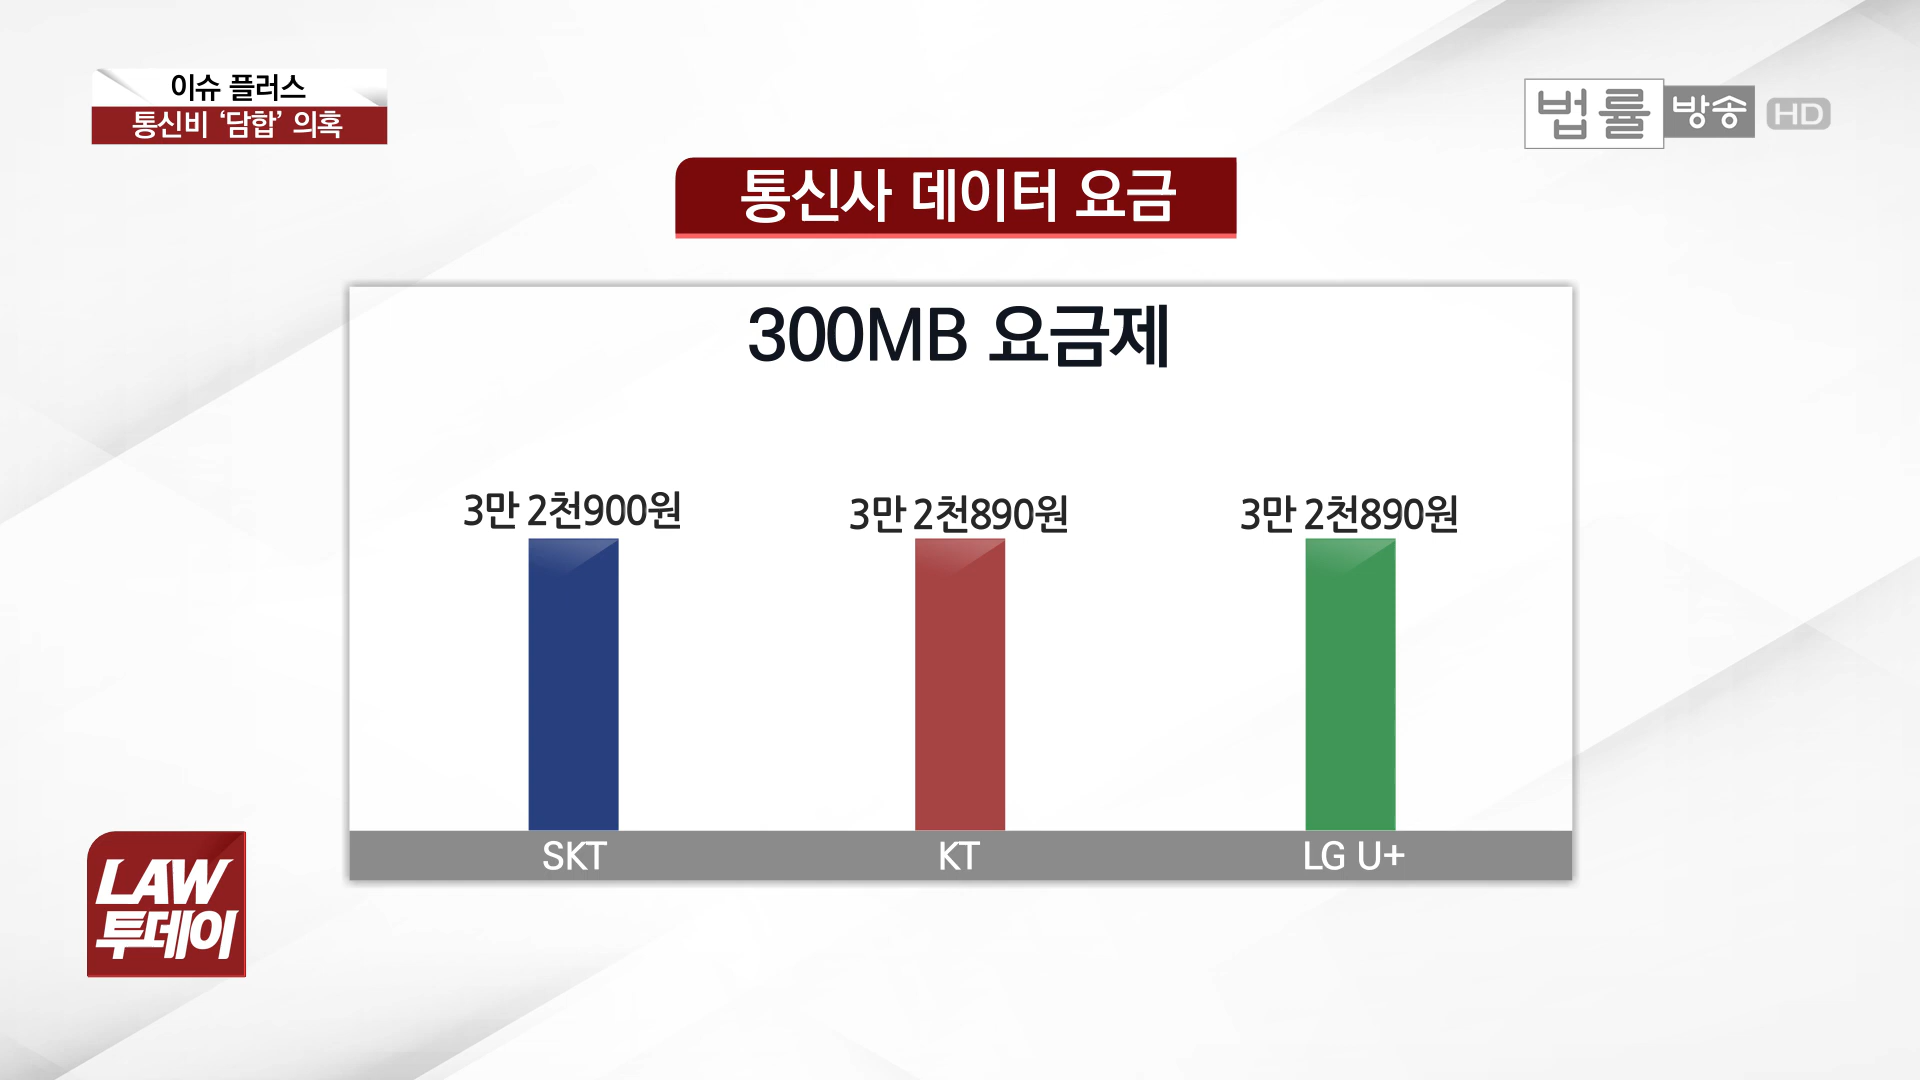 이슈 플러스
통신비 ‘담합’ 의혹
법률방송 HD
통신사 데이터 요금
300MB 요금제
3만 2천900원
3만 2천890원
3만 2천890원
SKT
KT
LG U+
LAW
투데이